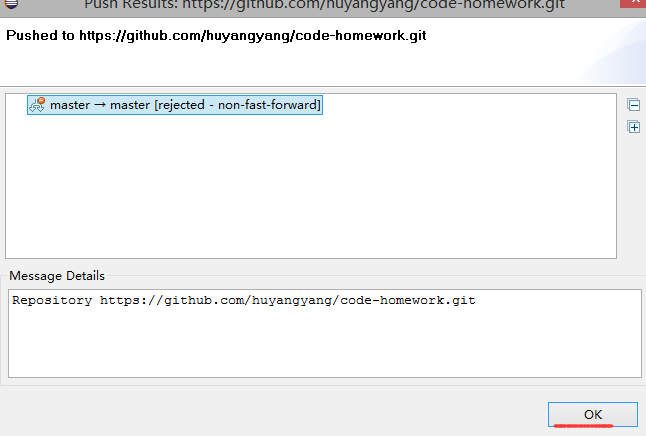 Push Results: https://github.com/huyangyang/code-homework.git
Pushed to https://github.com/huyangyang/code-homework.git
master → master [rejected - non-fast-forward]
Message Details
Repository https://github.com/huyangyang/code-homework.git
OK